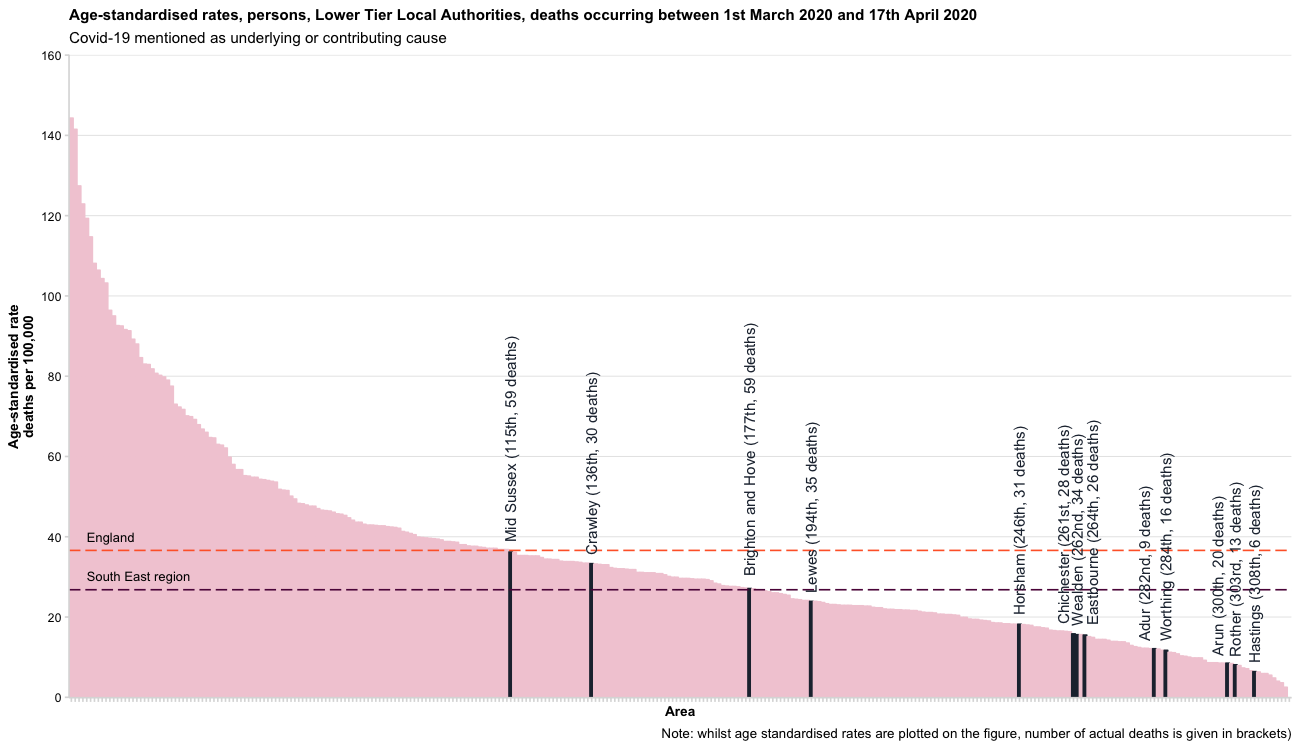 Age-standardised rates, persons, Lower Tier Local Authorities, deaths occurring between 1st March 2020 and 17th April 2020
Covid-19 mentioned as underlying or contributing cause
Age-standardised rate
deaths per 100,000
160
140
120
100
80
60
40
20
0
England
South East region
Mid Sussex (115th, 59 deaths)
Crawley (136th, 30 deaths)
Brighton and Hove (177th, 59 deaths)
Lewes (194th, 35 deaths)
Horsham (246th, 31 deaths)
Chichester (261st, 28 deaths)
Wealden (262nd, 34 deaths)
Eastbourne (264th, 26 deaths)
Adur (282nd, 9 deaths)
Worthing (284th, 16 deaths)
Arun (300th, 20 deaths)
Rother (303rd, 13 deaths)
Hastings (308th, 6 deaths)
Area
Note: whilst age standardised rates are plotted on the figure, number of actual deaths is given in brackets)